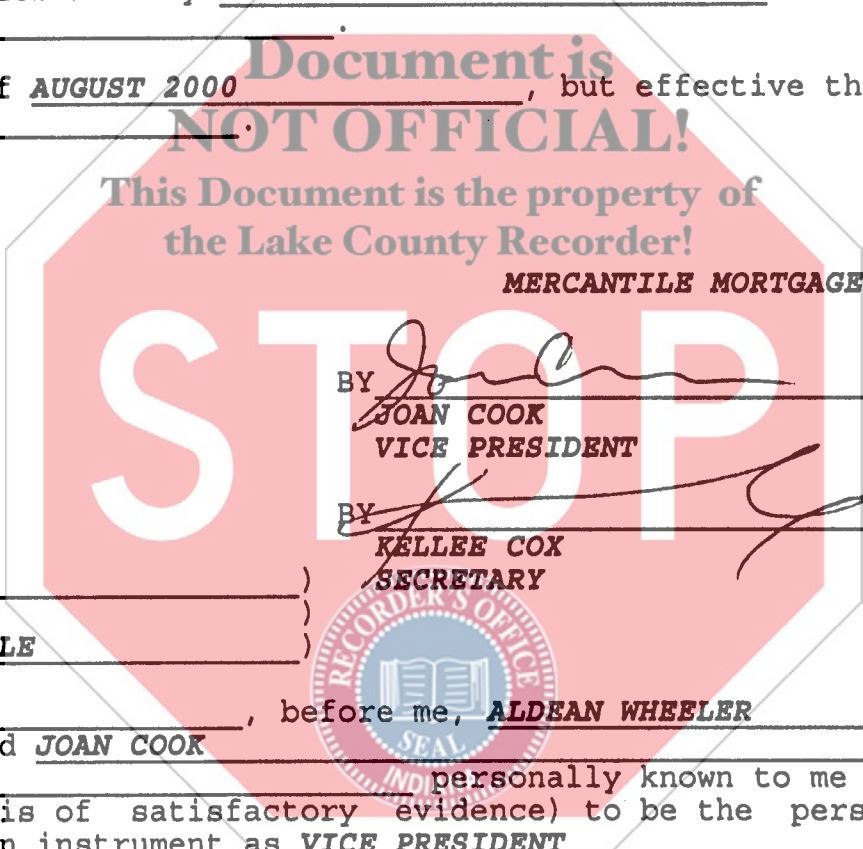 Document is
f AUGUST 2000, but effective th
NOT OFFICIAL!
This Document is the property of
the Lake County Recorder!
MERCANTILE MORTGAGE
STOP
BY
JOAN COOK
VICE PRESIDENT
BY
KELLEE COX
SECRETARY
)
)
LE )
RECORDER'S OFFICE
SEAL
INDIANA
, before me, ALDEAN WHEELER
d JOAN COOK
personally known to me
is of satisfactory evidence) to be the pers
n instrument as VICE PRESIDENT